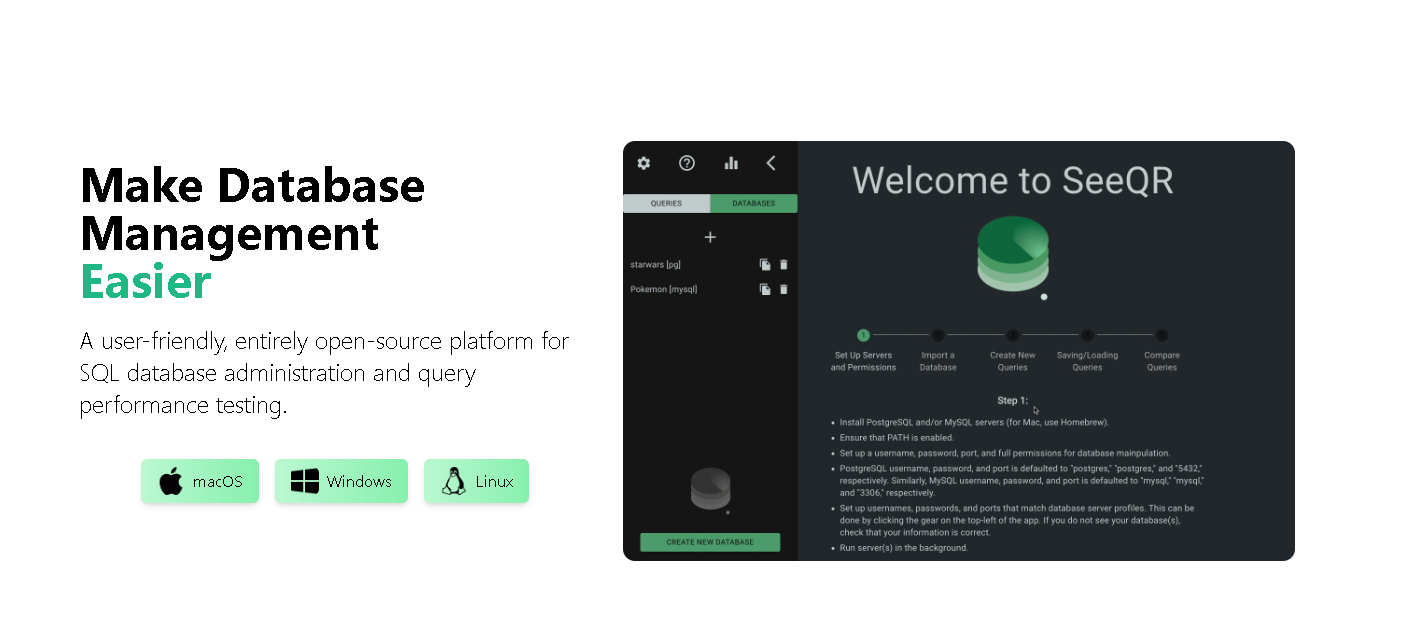 Make Database
Management
Easier
A user-friendly, entirely open-source platform for
SQL database administration and query
performance testing.
macOS
Windows
Linux
QUERIES
DATABASES
starwars [pg]
Pokemon [mysql]
CREATE NEW DATABASE
Welcome to SeeQR
1
2
3
4
5
Set Up Servers
and Permissions
Import a
Database
Create New
Queries
Saving/Loading
Queries
Compare
Queries
Step 1:
• Install PostgreSQL and/or MySQL servers (for Mac, use Homebrew).
• Ensure that PATH is enabled.
• Set up a username, password, port, and full permissions for database mainpulation.
• PostgreSQL username, password, and port is defaulted to "postgres," "postgres," and "5432,"
respectively. Similarly, MySQL username, password, and port is defaulted to "mysql," "mysql,"
and "3306," respectively.
• Set up usernames, passwords, and ports that match database server profiles. This can be
done by clicking the gear on the top-left of the app. If you do not see your database(s),
check that your information is correct.
• Run server(s) in the background.